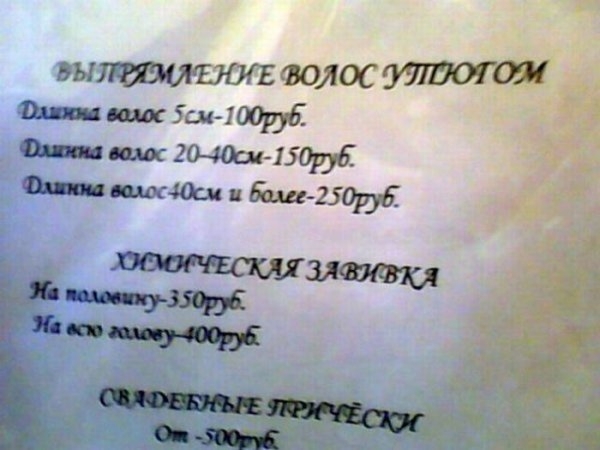 ВЫПРЯМЛЕНИЕ ВОЛОС УТЮГОМ
Длинна волос 5см-100руб.
Длинна волос 20-40см-150руб.
Длинна волос40см и более-250руб.
ХИМИЧЕСКАЯ ЗАВИВКА
На половину-350руб.
На всю голову-400руб.
СВАДЕБНЫЕ ПРИЧЁСКИ
От -500руб.